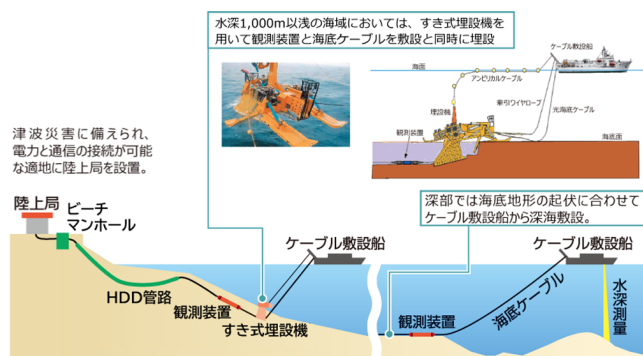 水深1,000m以浅の海域においては、すき式埋設機を
用いて観測装置と海底ケーブルを敷設と同時に埋設
ケーブル敷設船
海面
アンビリカルケーブル
牽引ワイヤロープ
光海底ケーブル
埋設機
観測装置
海底面
津波災害に備えられ、
電力と通信の接続が可能
な適地に陸上局を設置。
深部では海底地形の起伏に合わせて
ケーブル敷設船から深海敷設。
陸上局
ビーチ
マンホール
HDD管路
観測装置
すき式埋設機
ケーブル敷設船
観測装置
海底ケーブル
ケーブル敷設船
水深測量